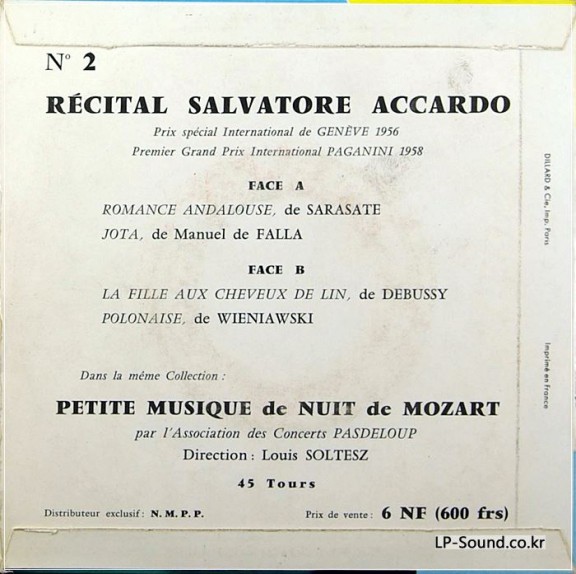 N° 2
RÉCITAL SALVATORE ACCARDO
Prix spécial International de GENÊVE 1956
Premier Grand Prix International PAGANINI 1958
FACE A
ROMANCE ANDALOUSE, de SARASATE
JOTA, de Manuel de FALLA
FACE B
LA FILLE AUX CHEVEUX DE LIN, de DEBUSSY
POLONAISE, de WIENIAWSKI
Dans la même Collection :
PETITE MUSIQUE de NUIT de MOZART
par l'Association des Concerts PASDELOUP
Direction : Louis SOLTESZ
45 Tours
Distributeur exclusif : N. M. P. P.
Prix de vente : 6 NF (600 frs)
DILLARD & Cie, Imp. Paris
Imprimé en France
LP-Sound.co.kr